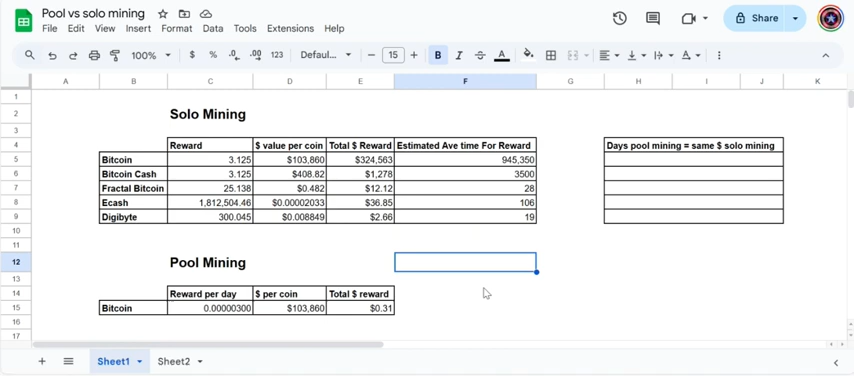 Pool vs solo mining
File Edit View Insert Format Data Tools Extensions Help
Share
100% $ % .0 .00 123 Defaul... − 15 + B I S A A
A B C D E F G H I J K
1
2 Solo Mining
3
4 Reward $ value per coin Total $ Reward Estimated Ave time For Reward Days pool mining = same $ solo mining
5 Bitcoin 3.125 $103,860 $324,563 945,350
6 Bitcoin Cash 3.125 $408.82 $1,278 3500
7 Fractal Bitcoin 25.138 $0.482 $12.12 28
8 Ecash 1,812,504.46 $0.00002033 $36.85 106
9 Digibyte 300.045 $0.008849 $2.66 19
10
11
12 Pool Mining
13
14 Reward per day $ per coin Total $ reward
15 Bitcoin 0.00000300 $103,860 $0.31
16
17
+ Sheet1 Sheet2